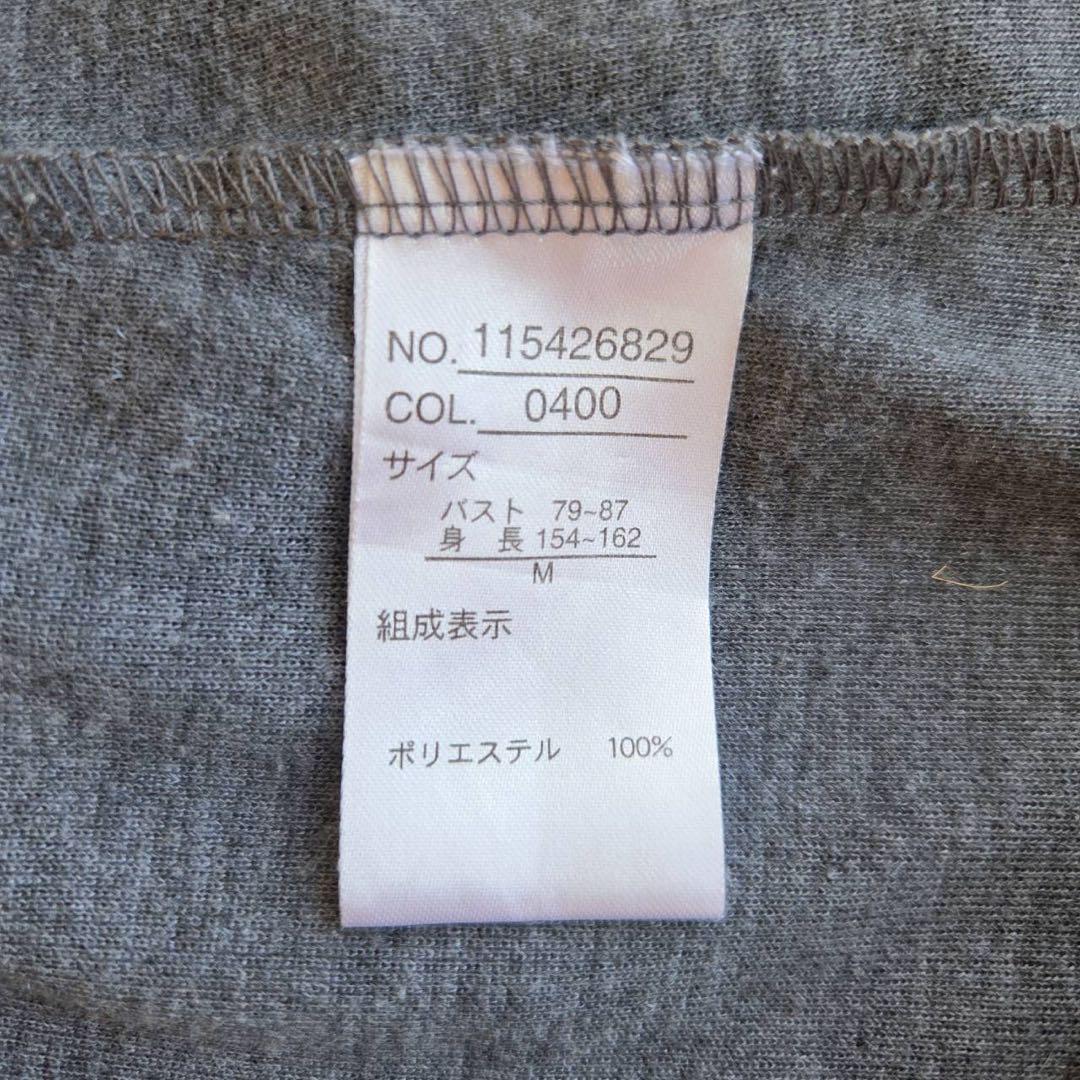 NO. 115426829
COL. 0400
サイズ
バスト 79~87
身 長 154~162
M
組成表示
ポリエステル 100%